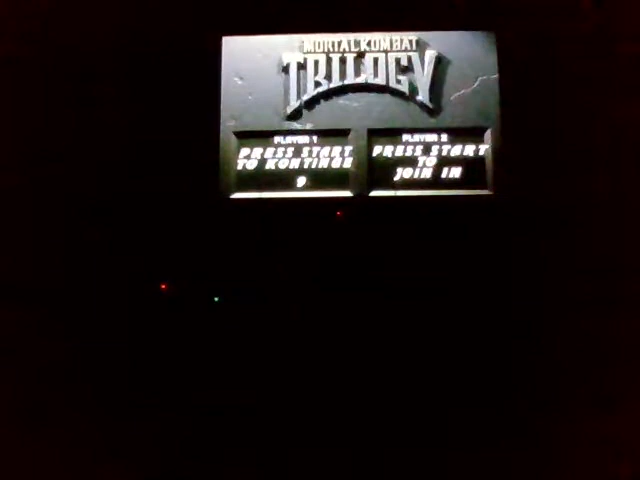 MORTAL KOMBAT
TRILOGY
PLAYER 1
PRESS START
TO KONTINUE
9
PLAYER 2
PRESS START
TO
JOIN IN